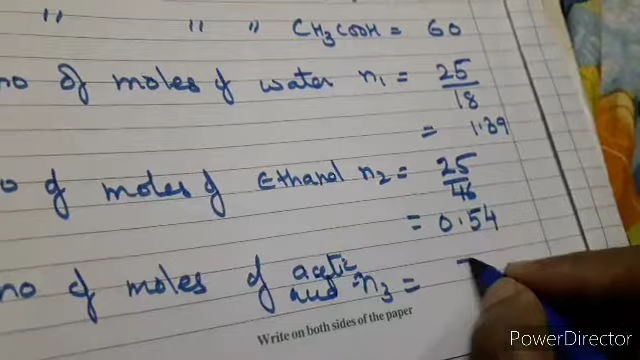 " " " CH3COOH = 60
no of moles of water n1 = 25/18
= 1.39
no of moles of Ethanol n2 = 25/46
= 0.54
no of moles of acetic n3 =
Write on both sides of the paper
PowerDirector